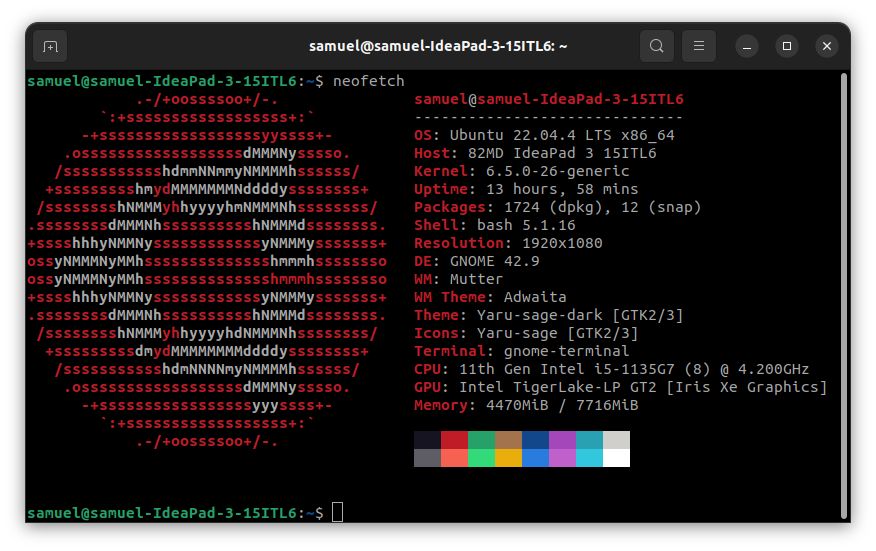 samuel@samuel-IdeaPad-3-15ITL6: ~
samuel@samuel-IdeaPad-3-15ITL6:~$ neofetch
            .-/+oossssoo+/-.               samuel@samuel-IdeaPad-3-15ITL6
        `:+ssssssssssssssssss+:`           ------------------------------
      -+ssssssssssssssssssyyssss+-         OS: Ubuntu 22.04.4 LTS x86_64
    .ossssssssssssssssssdMMMNysssso.       Host: 82MD IdeaPad 3 15ITL6
   /ssssssssssshdmmNNmmyNMMMMhssssss/      Kernel: 6.5.0-26-generic
  +ssssssssshmydMMMMMMMNddddyssssssss+     Uptime: 13 hours, 58 mins
 /sssssssshNMMMyhhyyyyhmNMMMNhssssssss/    Packages: 1724 (dpkg), 12 (snap)
.ssssssssdMMMNhsssssssssshNMMMdssssssss.   Shell: bash 5.1.16
+sssshhhyNMMNyssssssssssssyNMMMysssssss+   Resolution: 1920x1080
ossyNMMMNyMMhsssssssssssssshmmmhssssssso   DE: GNOME 42.9
ossyNMMMNyMMhsssssssssssssshmmmhssssssso   WM: Mutter
+sssshhhyNMMNyssssssssssssyNMMMysssssss+   WM Theme: Adwaita
.ssssssssdMMMNhsssssssssshNMMMdssssssss.   Theme: Yaru-sage-dark [GTK2/3]
 /sssssssshNMMMyhhyyyyhdNMMMNhssssssss/    Icons: Yaru-sage [GTK2/3]
  +sssssssssdmydMMMMMMMMddddyssssssss+     Terminal: gnome-terminal
   /ssssssssssshdmNNNNmyNMMMMhssssss/      CPU: 11th Gen Intel i5-1135G7 (8) @ 4.200GHz
    .ossssssssssssssssssdMMMNysssso.       GPU: Intel TigerLake-LP GT2 [Iris Xe Graphics]
      -+sssssssssssssssssyyyssss+-         Memory: 4470MiB / 7716MiB
        `:+ssssssssssssssssss+:`
            .-/+oossssoo+/-.
samuel@samuel-IdeaPad-3-15ITL6:~$